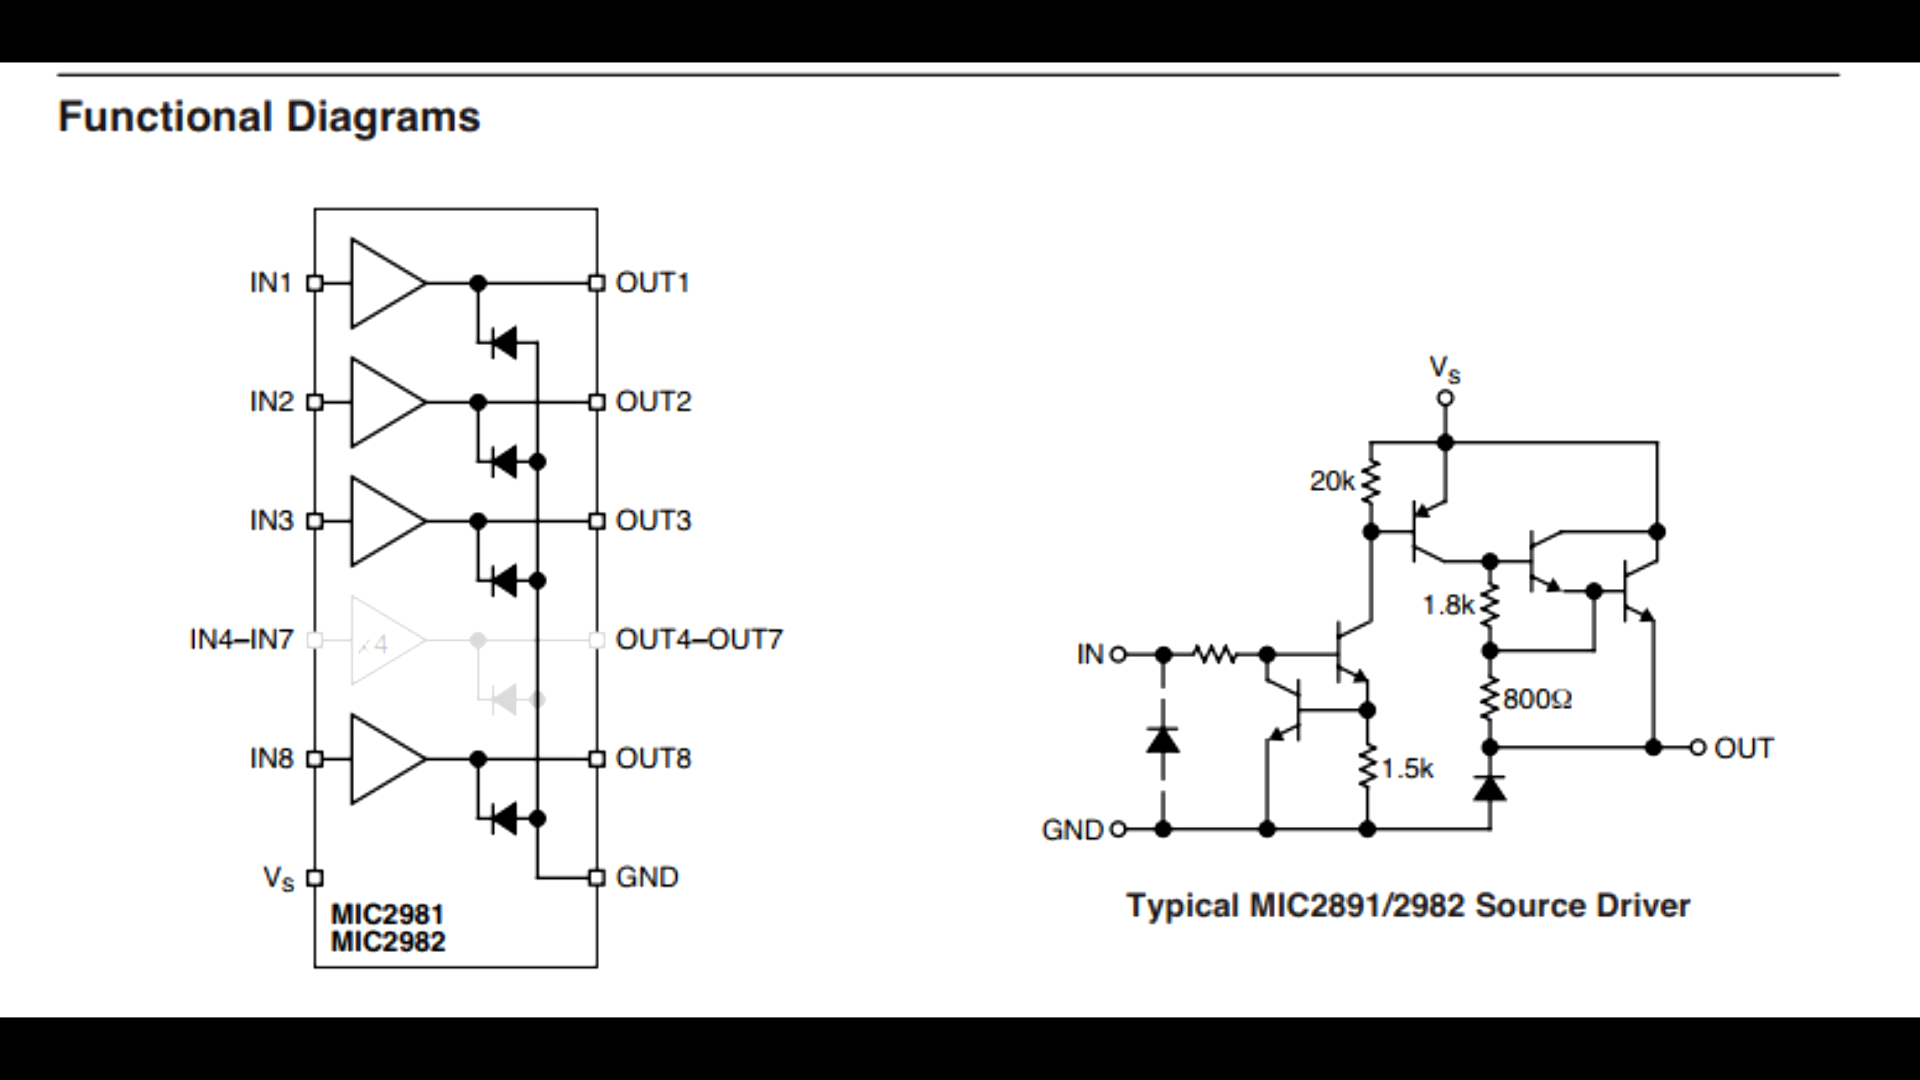 Functional Diagrams
IN1
OUT1
IN2
OUT2
IN3
OUT3
IN4–IN7
×4
OUT4–OUT7
IN8
OUT8
VS
GND
MIC2981
MIC2982
VS
20k
1.8k
IN
800Ω
OUT
1.5k
GND
Typical MIC2891/2982 Source Driver